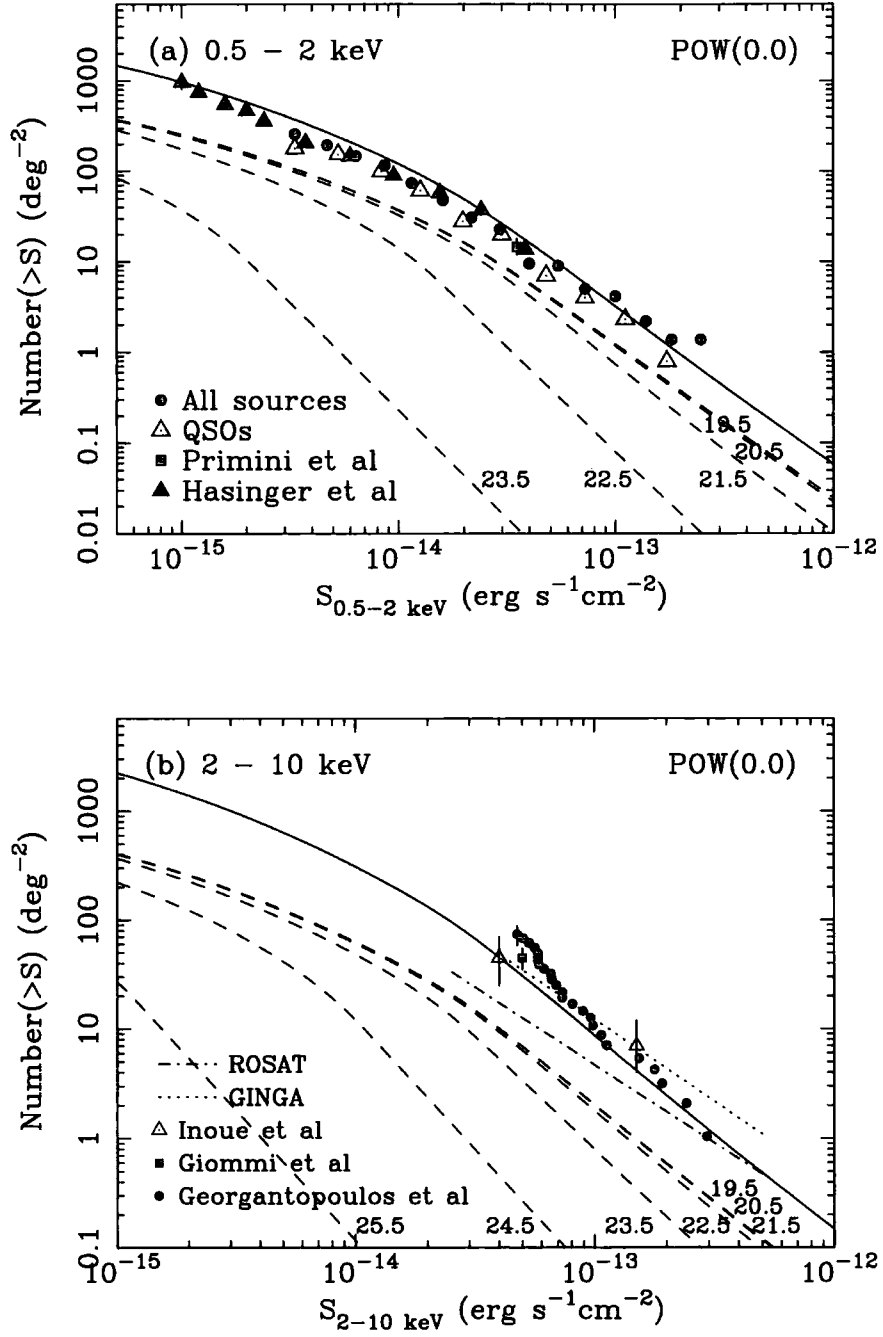 (a) 0.5 – 2 keV
POW(0.0)
Number(>S) (deg⁻²)
1000
100
10
1
0.1
0.01
All sources
QSOs
Primini et al
Hasinger et al
23.5
22.5
21.5
20.5
19.5
10⁻¹⁵
10⁻¹⁴
10⁻¹³
10⁻¹²
S₀.₅₋₂ keV (erg s⁻¹cm⁻²)
(b) 2 – 10 keV
POW(0.0)
Number(>S) (deg⁻²)
1000
100
10
1
0.1
ROSAT
GINGA
Inoue et al
Giommi et al
Georgantopoulos et al
25.5
24.5
23.5
22.5
21.5
20.5
19.5
10⁻¹⁵
10⁻¹⁴
10⁻¹³
10⁻¹²
S₂₋₁₀ keV (erg s⁻¹cm⁻²)